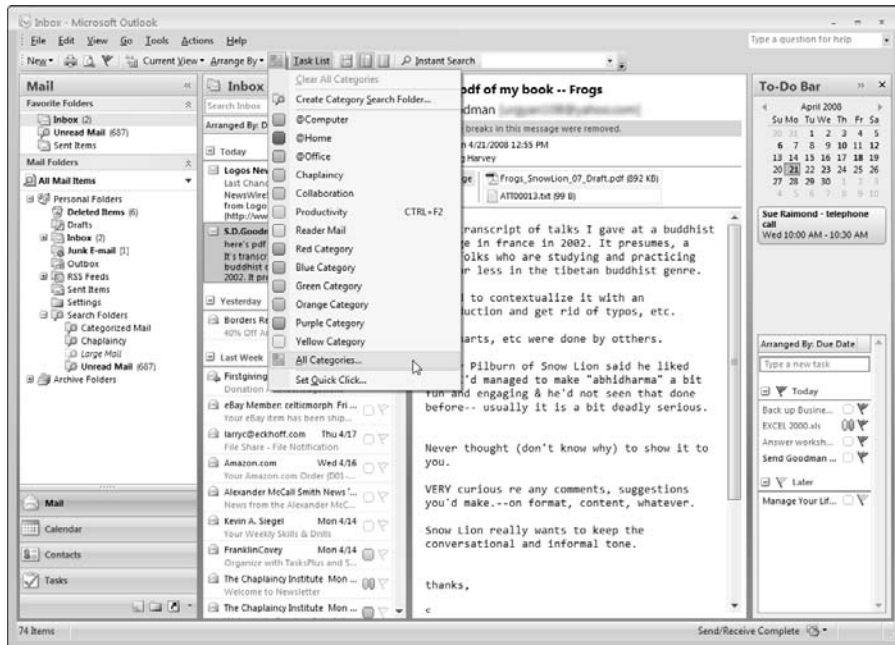 Inbox - Microsoft Outlook
File Edit View Go Tools Actions Help
Type a question for help
New Current View Arrange By Task List Instant Search
Mail
Favorite Folders
Inbox (2)
Unread Mail (687)
Sent Items
Mail Folders
All Mail Items
Personal Folders
Deleted Items (6)
Drafts
Inbox (2)
Junk E-mail [1]
Outbox
RSS Feeds
Sent Items
Settings
Search Folders
Categorized Mail
Chaplaincy
Large Mail
Unread Mail (687)
Archive Folders
Mail
Calendar
Contacts
Tasks
74 Items
Inbox
Search Inbox
Arranged By: D
Today
Logos New
Last Chanc
NewsWire
from Logo
(http://ww
S.D.Goodm
here's pdf
It's transcr
buddhist c
2002. It pre
Yesterday
Borders Re
40% Off A
Last Week
Firstgiving
Donation
eBay Member: celticmorph Fri ...
Your eBay item has been ship...
larryc@eckhoff.com Thu 4/17
File Share - File Notification
Amazon.com Wed 4/16
Your Amazon.com Order (D01-...
Alexander McCall Smith News '...
News from the Alexander McC...
Kevin A. Siegel Mon 4/14
Your Weekly Skills & Drills
FranklinCovey Mon 4/14
Organize with TasksPlus and S...
The Chaplaincy Institute Mon ...
Welcome to Newsletter
The Chaplaincy Institute Mon ...
Clear All Categories
Create Category Search Folder...
@Computer
@Home
@Office
Chaplaincy
Collaboration
Productivity CTRL+F2
Reader Mail
Red Category
Blue Category
Green Category
Orange Category
Purple Category
Yellow Category
All Categories...
Set Quick Click...
pdf of my book -- Frogs
dman
breaks in this message were removed.
n 4/21/2008 12:55 PM
g Harvey
ge Frogs_SnowLion_07_Draft.pdf (892 KB)
ATT00013.txt (99 B)
ranscript of talks I gave at a buddhist
e in france in 2002. It presumes, a
olks who are studying and practicing
r less in the tibetan buddhist genre.
to contextualize it with an
duction and get rid of typos, etc.
arts, etc were done by otthers.
Pilburn of Snow Lion said he liked
'd managed to make "abhidharma" a bit
fun and engaging & he'd not seen that done
before-- usually it is a bit deadly serious.
Never thought (don't know why) to show it to
you.
VERY curious re any comments, suggestions
you'd make.--on format, content, whatever.
Snow Lion really wants to keep the
conversational and informal tone.
thanks,
To-Do Bar
April 2008
Su Mo Tu We Th Fr Sa
30 31 1 2 3 4 5
6 7 8 9 10 11 12
13 14 15 16 17 18 19
20 21 22 23 24 25 26
27 28 29 30 1 2 3
4 5 6 7 8 9 10
Sue Raimond - telephone
call
Wed 10:00 AM - 10:30 AM
Arranged By: Due Date
Type a new task
Today
Back up Busine...
EXCEL 2000.xls
Answer worksh...
Send Goodman ...
Later
Manage Your Lif...
Send/Receive Complete